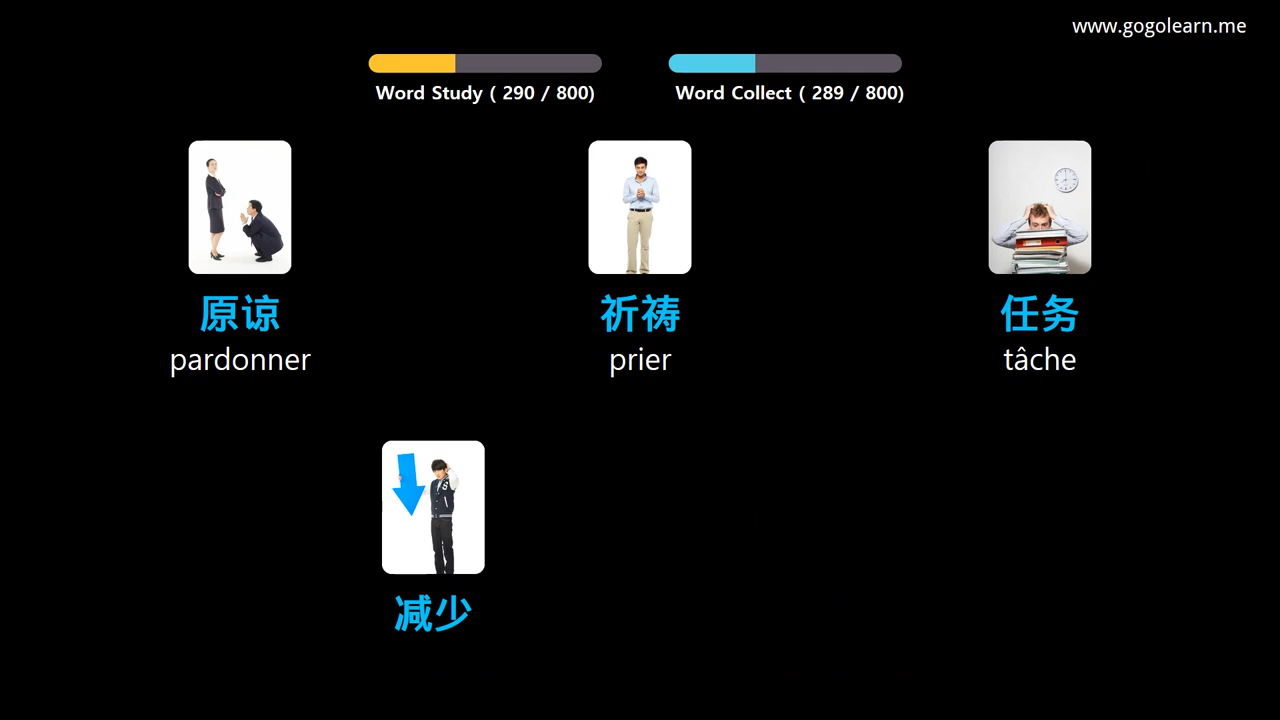 www.gogolearn.me
Word Study ( 290 / 800)
Word Collect ( 289 / 800)
原谅
pardonner
祈祷
prier
任务
tâche
减少